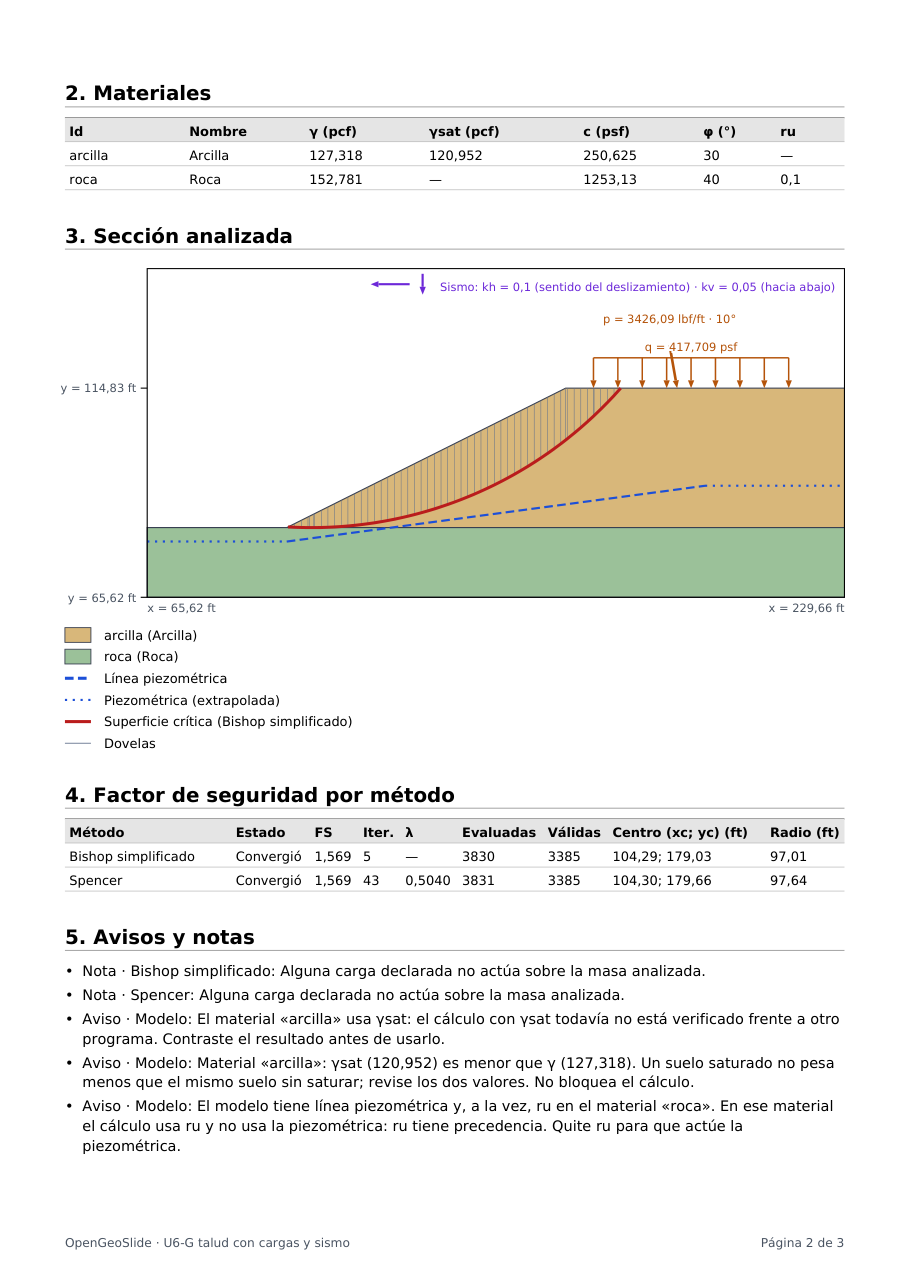 2. Materiales
Id Nombre γ (pcf) γsat (pcf) c (psf) φ (°) ru
arcilla Arcilla 127,318 120,952 250,625 30 —
roca Roca 152,781 — 1253,13 40 0,1
3. Sección analizada
Sismo: kh = 0,1 (sentido del deslizamiento) · kv = 0,05 (hacia abajo)
p = 3426,09 lbf/ft · 10°
q = 417,709 psf
y = 114,83 ft
y = 65,62 ft
x = 65,62 ft x = 229,66 ft
arcilla (Arcilla)
roca (Roca)
Línea piezométrica
Piezométrica (extrapolada)
Superficie crítica (Bishop simplificado)
Dovelas
4. Factor de seguridad por método
Método Estado FS Iter. λ Evaluadas Válidas Centro (xc; yc) (ft) Radio (ft)
Bishop simplificado Convergió 1,569 5 — 3830 3385 104,29; 179,03 97,01
Spencer Convergió 1,569 43 0,5040 3831 3385 104,30; 179,66 97,64
5. Avisos y notas
• Nota · Bishop simplificado: Alguna carga declarada no actúa sobre la masa analizada.
• Nota · Spencer: Alguna carga declarada no actúa sobre la masa analizada.
• Aviso · Modelo: El material «arcilla» usa γsat: el cálculo con γsat todavía no está verificado frente a otro
programa. Contraste el resultado antes de usarlo.
• Aviso · Modelo: Material «arcilla»: γsat (120,952) es menor que γ (127,318). Un suelo saturado no pesa
menos que el mismo suelo sin saturar; revise los dos valores. No bloquea el cálculo.
• Aviso · Modelo: El modelo tiene línea piezométrica y, a la vez, ru en el material «roca». En ese material
el cálculo usa ru y no usa la piezométrica: ru tiene precedencia. Quite ru para que actúe la
piezométrica.
OpenGeoSlide · U6-G talud con cargas y sismo Página 2 de 3